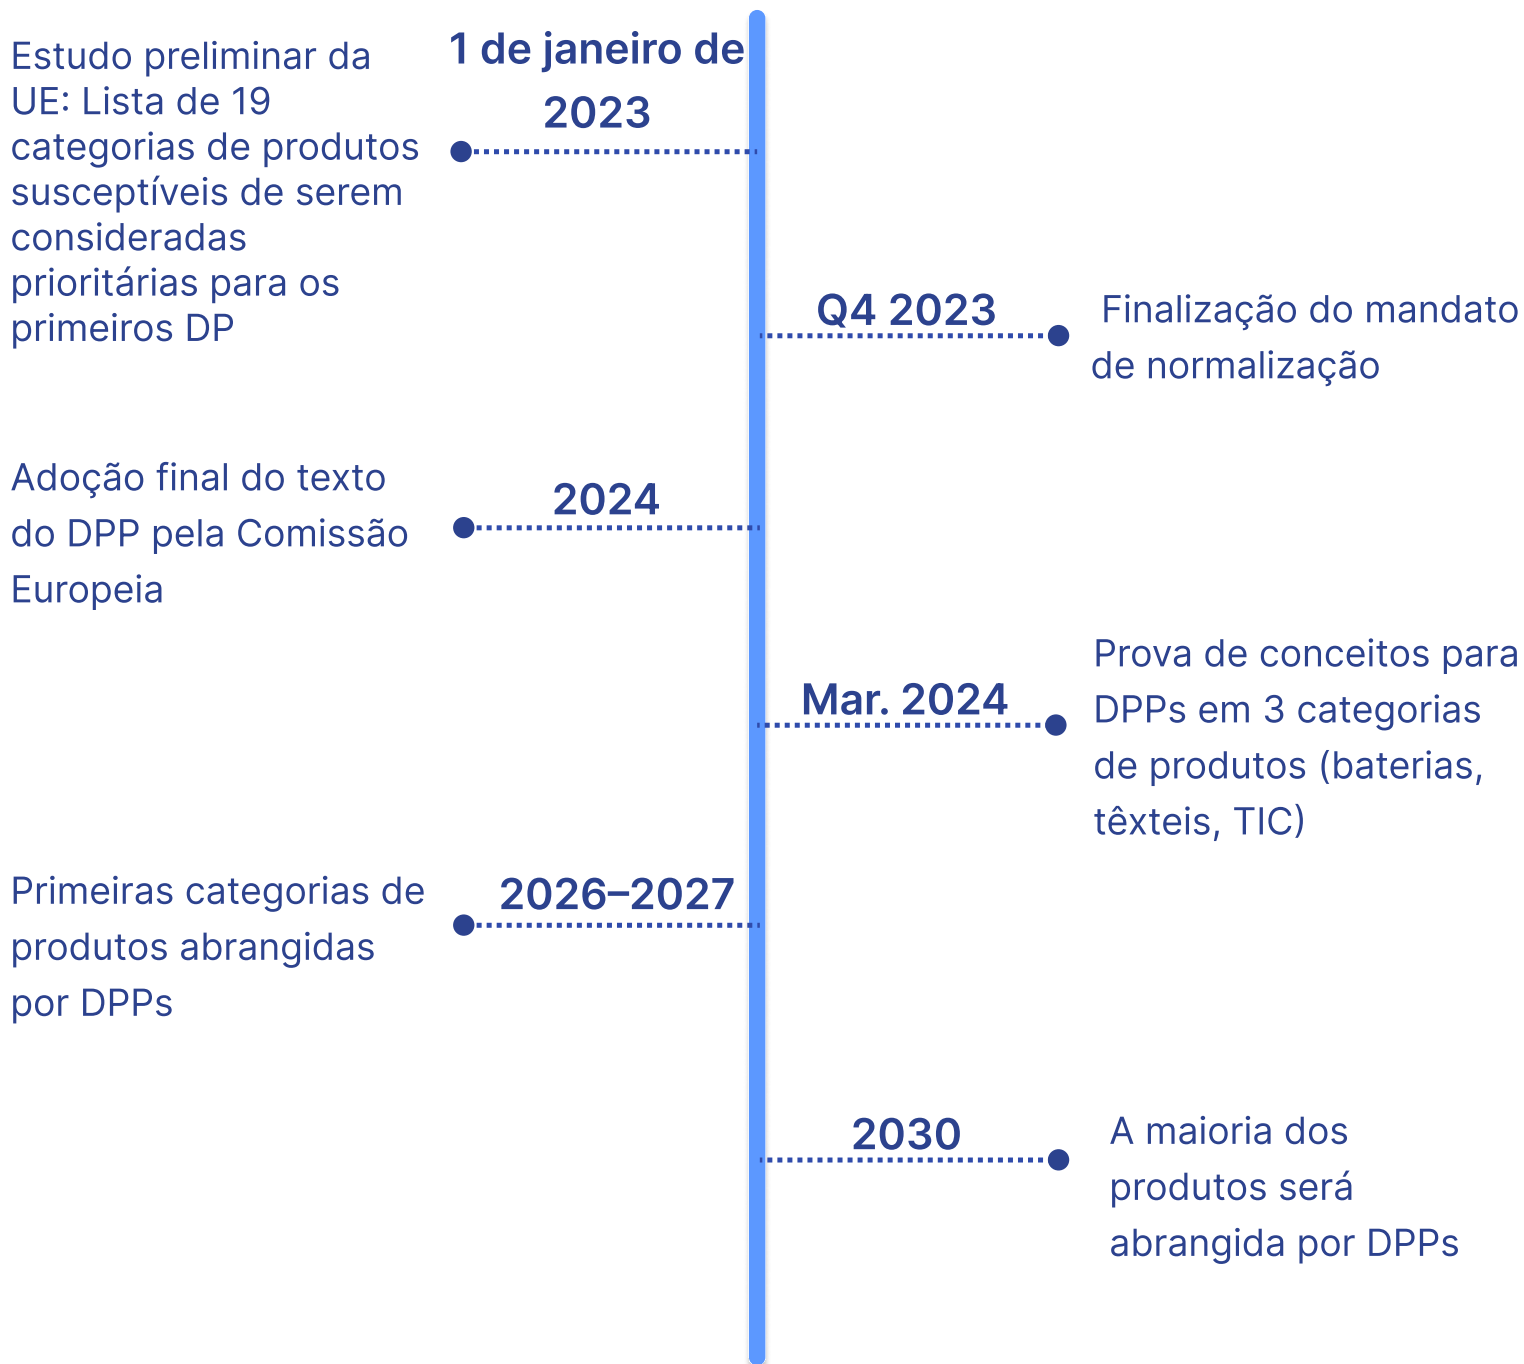 1 de janeiro de
2023
Estudo preliminar da
UE: Lista de 19
categorias de produtos
susceptíveis de serem
consideradas
prioritárias para os
primeiros DP
Q4 2023
Finalização do mandato
de normalização
2024
Adoção final do texto
do DPP pela Comissão
Europeia
Mar. 2024
Prova de conceitos para
DPPs em 3 categorias
de produtos (baterias,
têxteis, TIC)
2026–2027
Primeiras categorias de
produtos abrangidas
por DPPs
2030
A maioria dos
produtos será
abrangida por DPPs